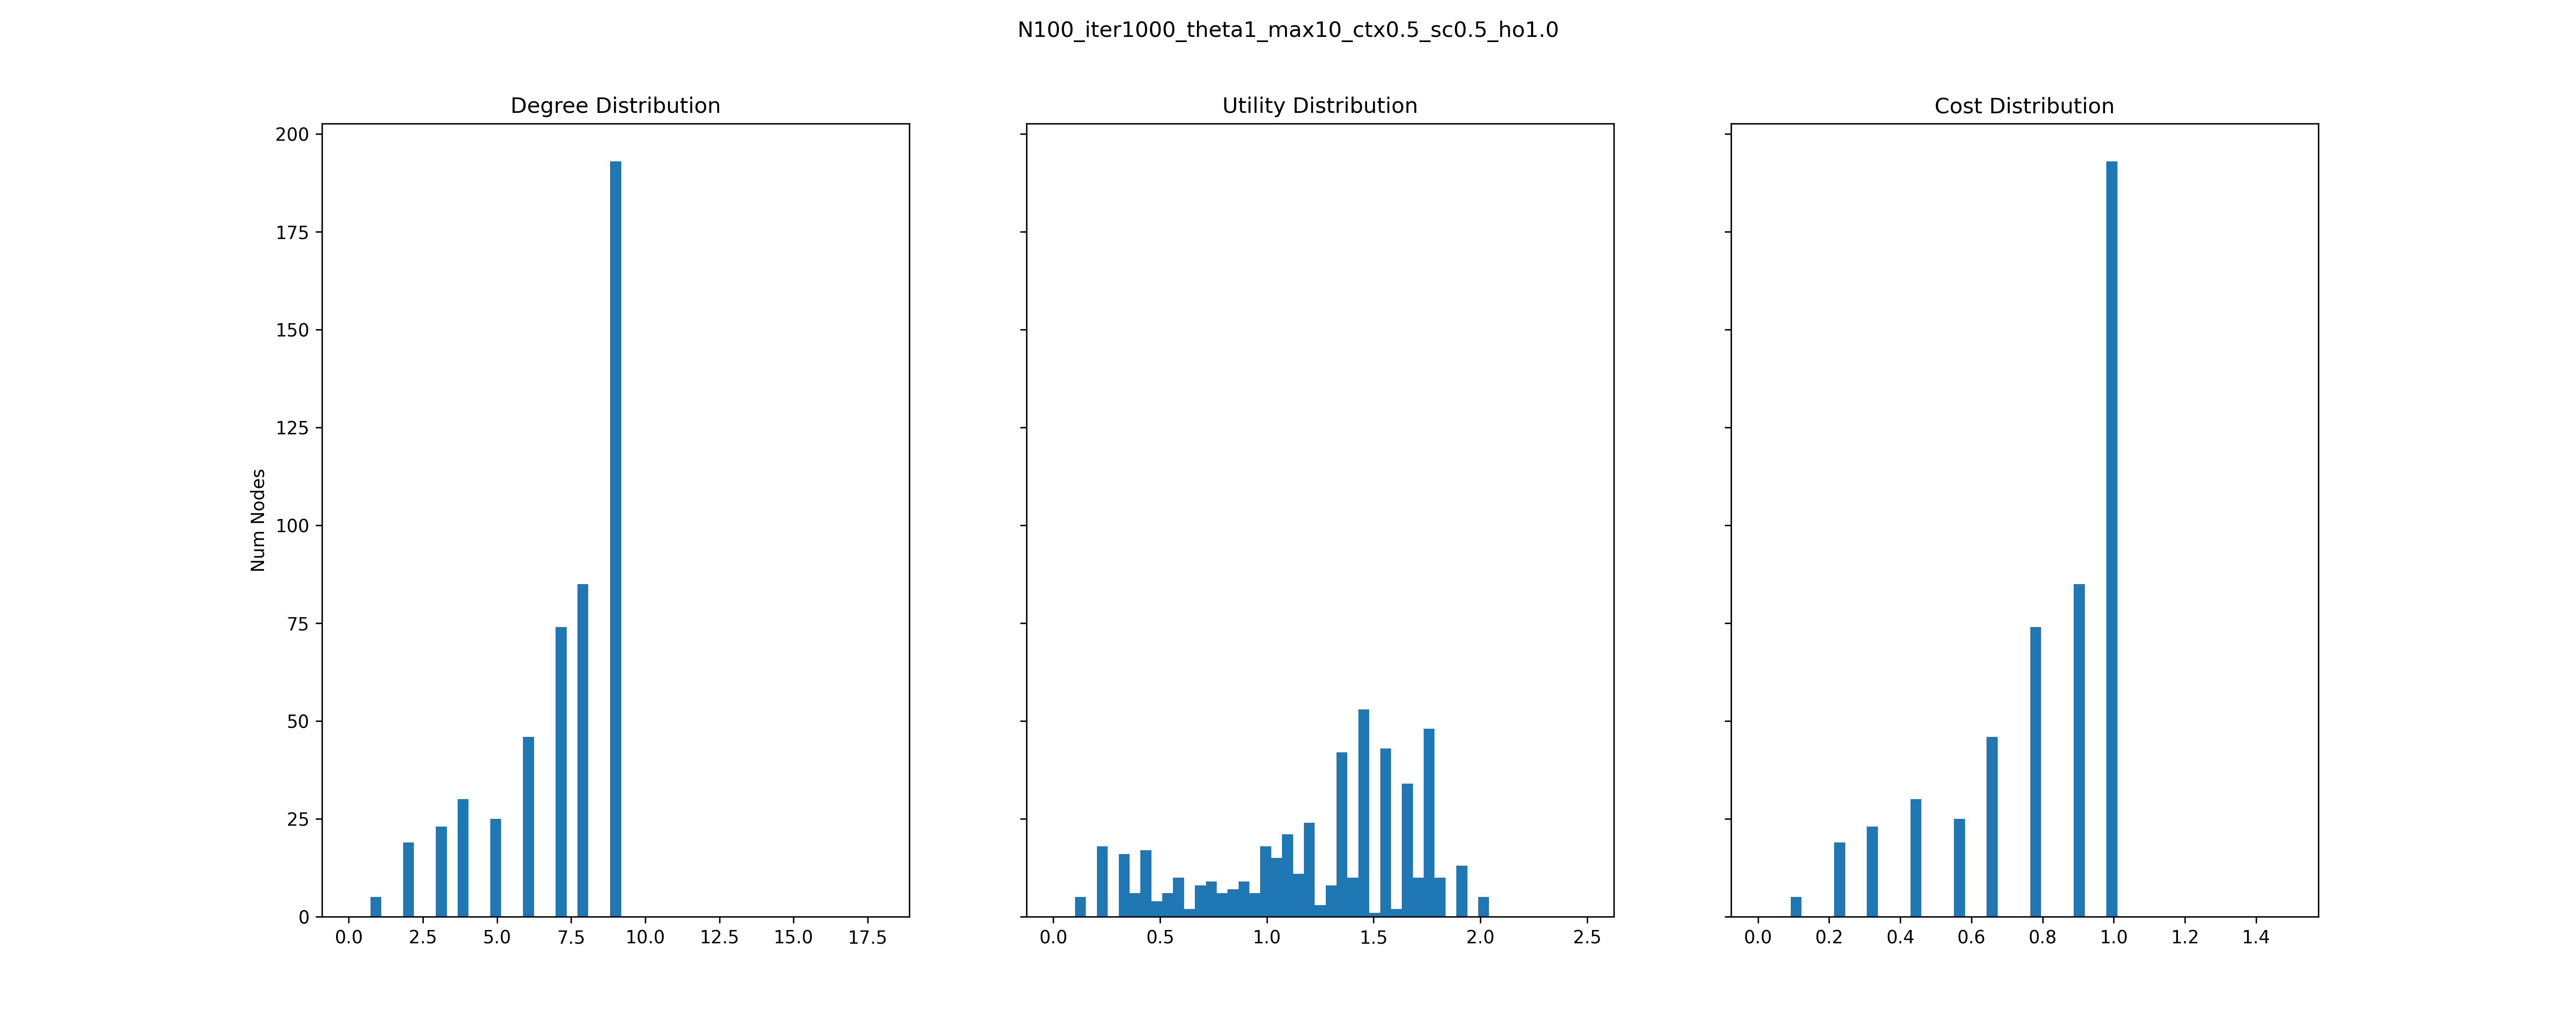 N100_iter1000_theta1_max10_ctx0.5_sc0.5_ho1.0
Degree Distribution
Num Nodes
200
175
150
125
100
75
50
25
0
0.0 2.5 5.0 7.5 10.0 12.5 15.0 17.5
Utility Distribution
0.0 0.5 1.0 1.5 2.0 2.5
Cost Distribution
0.0 0.2 0.4 0.6 0.8 1.0 1.2 1.4